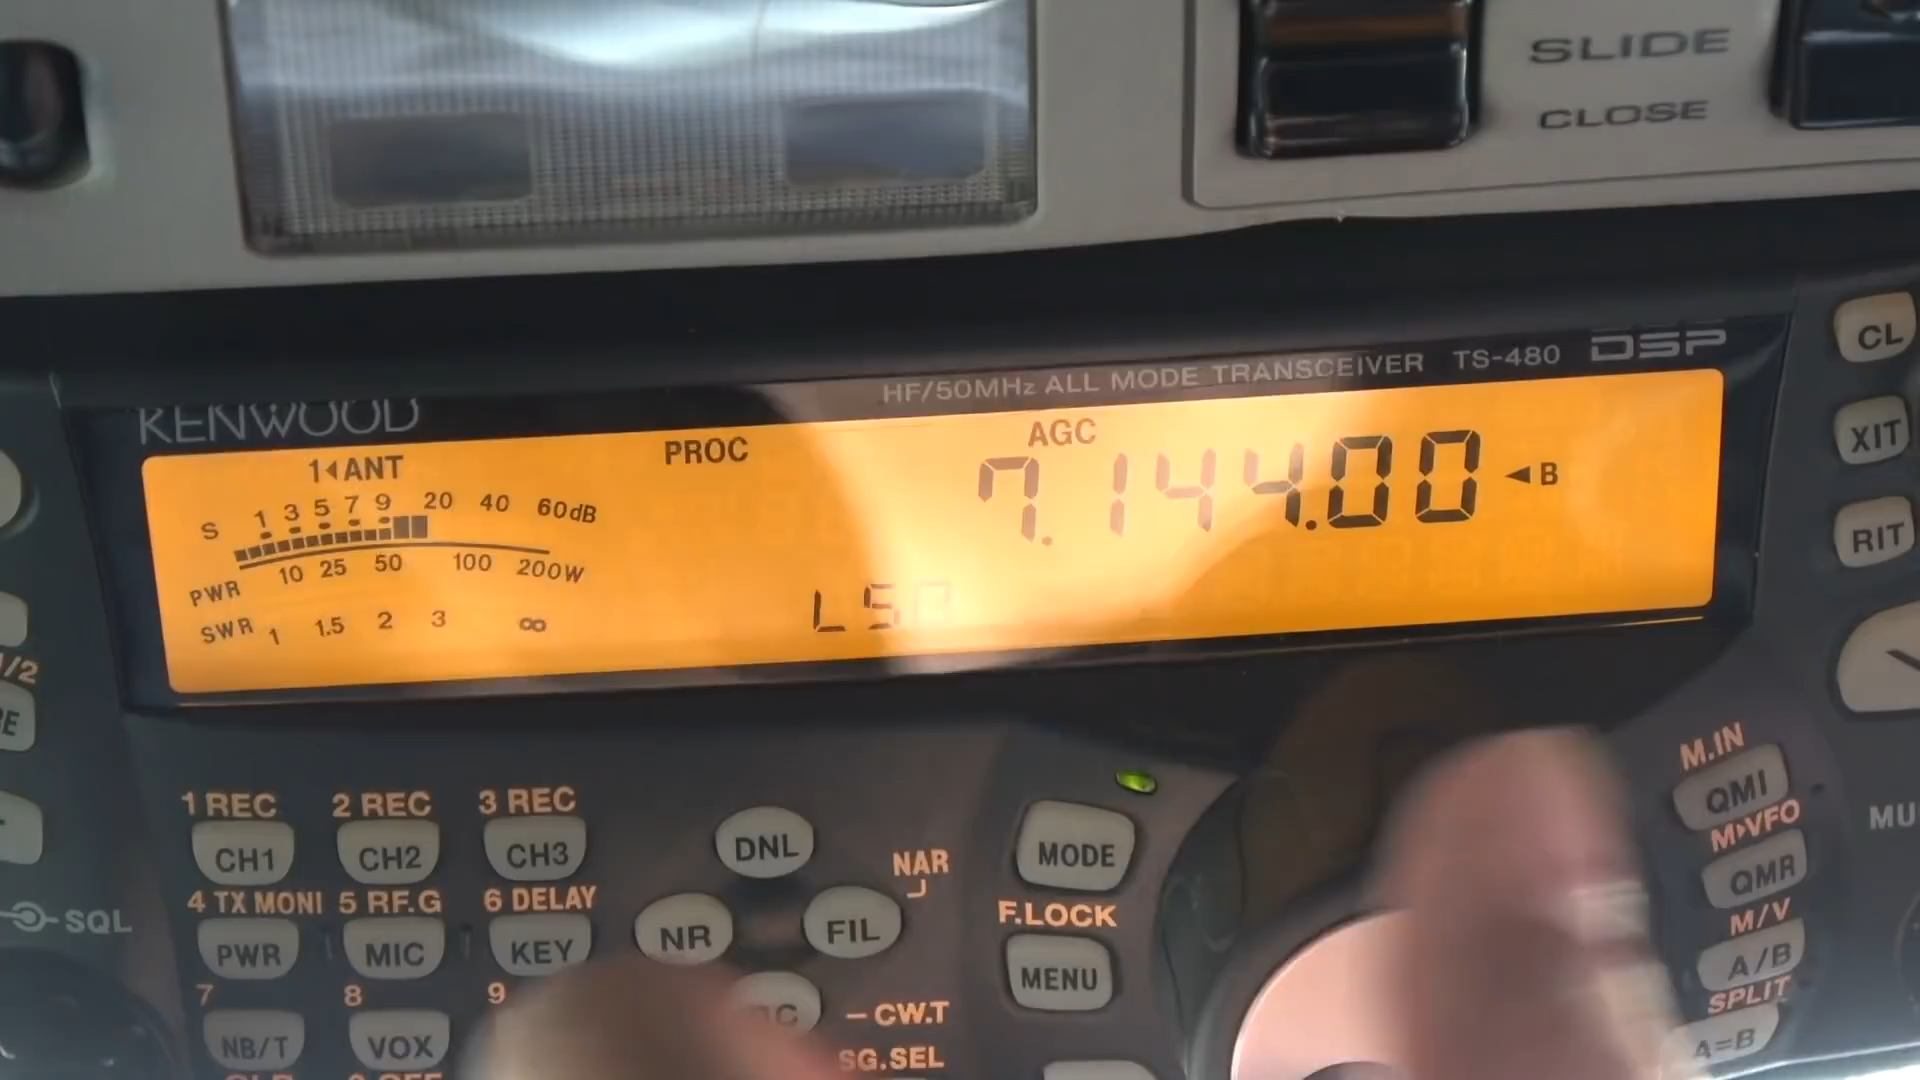 SLIDE
CLOSE
KENWOOD
HF/50MHz ALL MODE TRANSCEIVER TS-480 DSP
1◂ANT
PROC
AGC
7.144.00 ◄B
S 1 3 5 7 9 20 40 60dB
PWR 10 25 50 100 200W
SWR 1 1.5 2 3 ∞
LSB
CL
XIT
RIT
1 REC 2 REC 3 REC
CH1 CH2 CH3
4 TX MONI 5 RF.G 6 DELAY
PWR MIC KEY
7 8 9
NB/T VOX
DNL
NAR
NR FIL
– CW.T
SG.SEL
MODE
F.LOCK
MENU
M.IN
QMI
M▸VFO
QMR
M/V
A/B
SPLIT
A=B
SQL